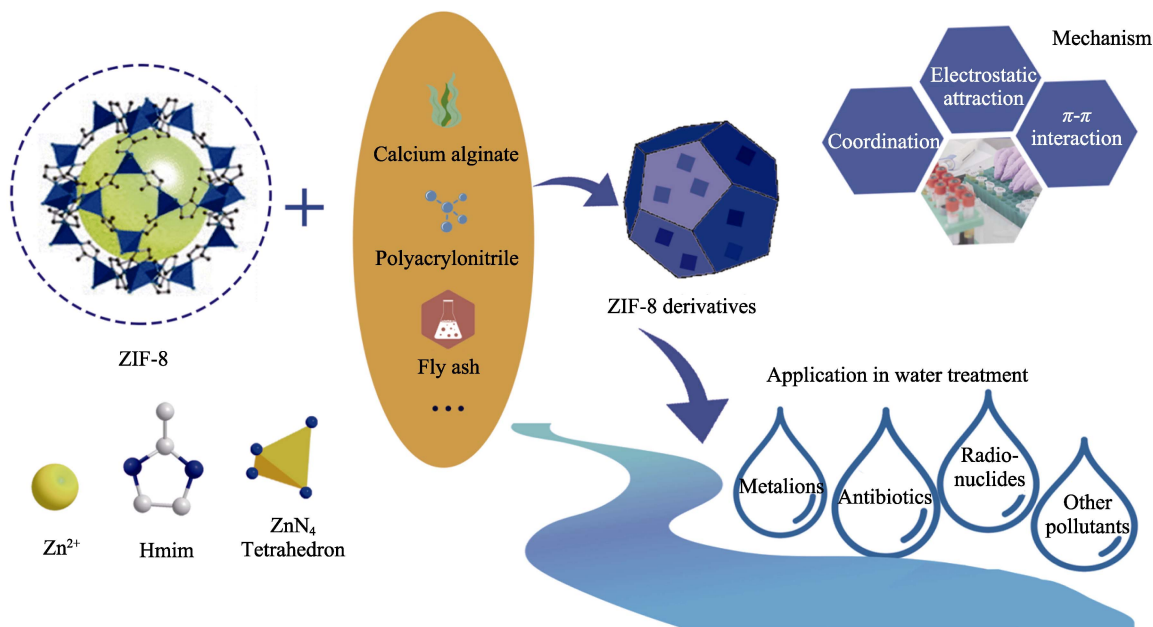 ZIF-8
Zn²⁺
Hmim
ZnN₄
Tetrahedron
+
Calcium alginate
Polyacrylonitrile
Fly ash
...
ZIF-8 derivatives
Mechanism
Coordination
Electrostatic
attraction
π-π
interaction
Application in water treatment
Metalions
Antibiotics
Radio-
nuclides
Other
pollutants